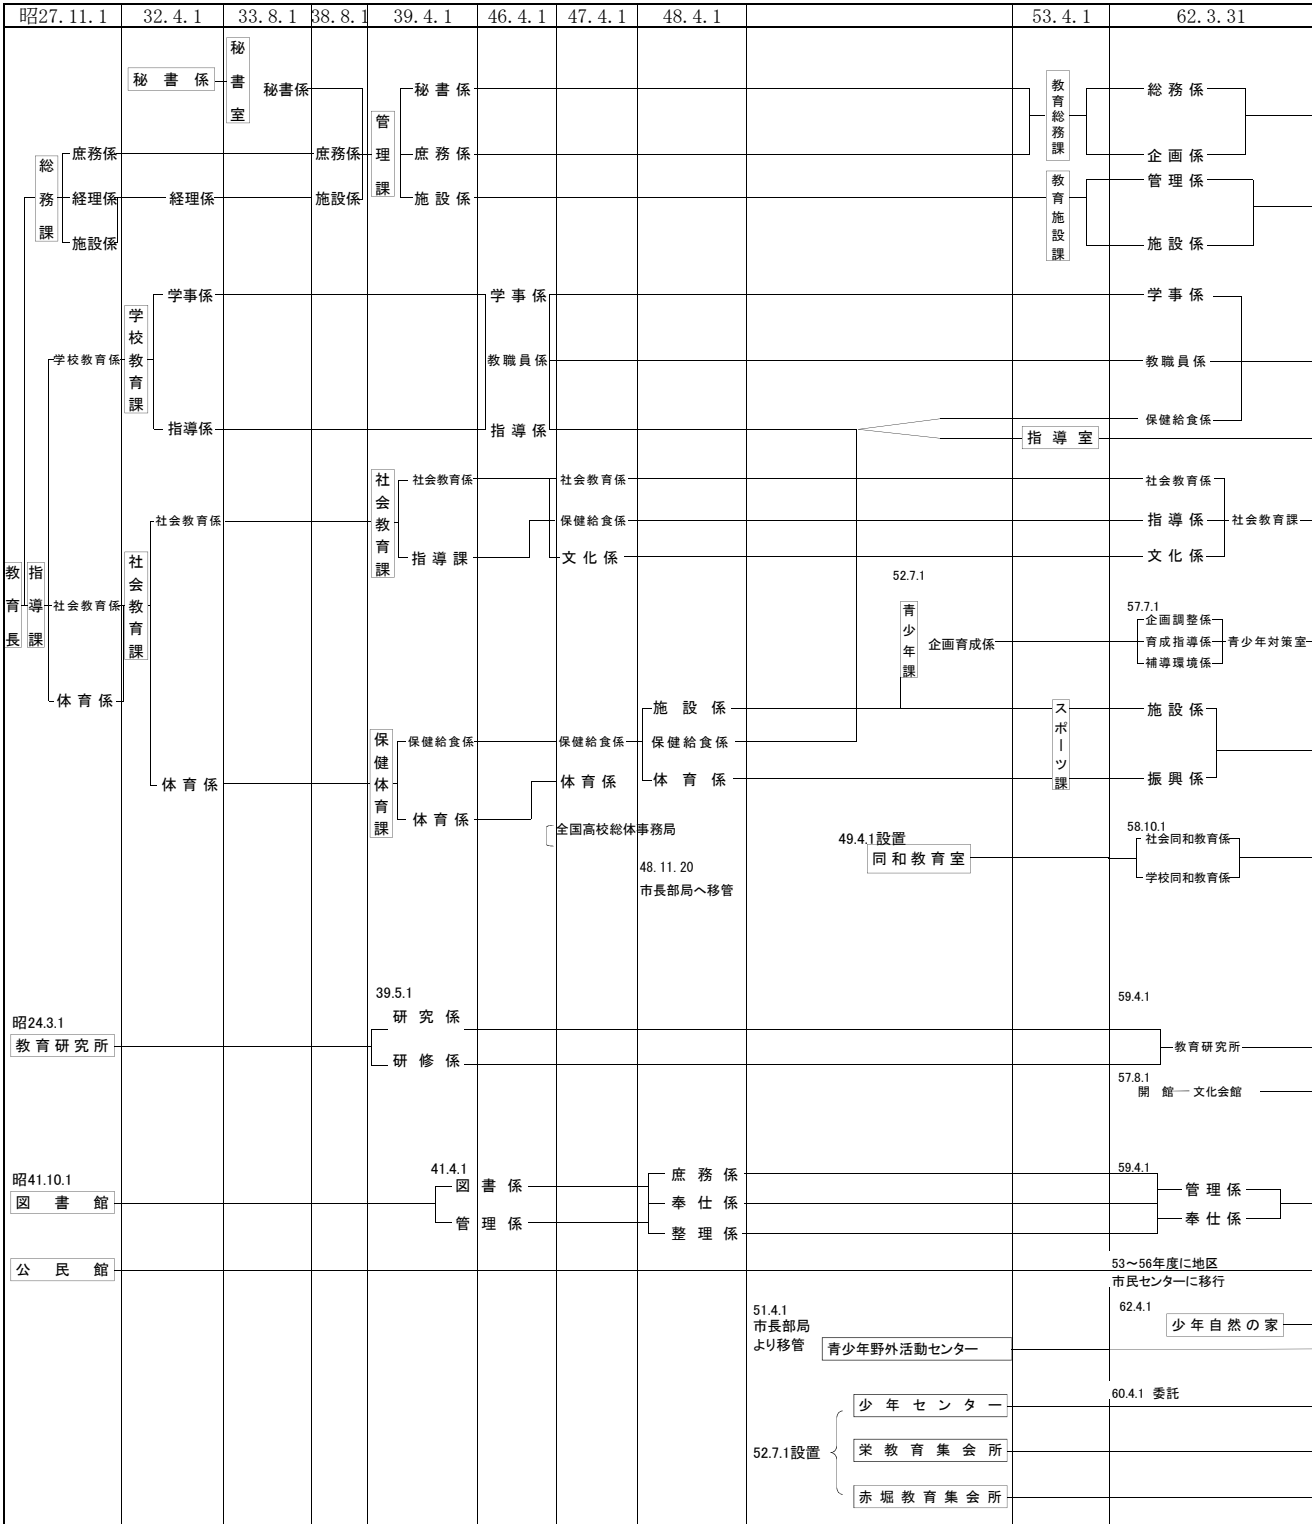 昭27.11.1 32.4.1 33.8.1 38.8.1 39.4.1 46.4.1 47.4.1 48.4.1 53.4.1 62.3.31
秘書係 秘書室 秘書係 秘書係 教育総務課 総務係
総務課 庶務係 庶務係 管理課 庶務係 企画係
経理係 経理係 施設係 施設係 教育施設課 管理係
施設係 施設係
学事係 学事係 学事係
学校教育係 学校教育課 教職員係 教職員係
指導係 指導係 保健給食係
指導室
社会教育課 社会教育係 社会教育係 社会教育係
社会教育係 保健給食係 指導係 社会教育課
指導課 文化係 文化係
教育長 指導課 社会教育係 社会教育課
52.7.1
青少年課 企画育成係
57.7.1
企画調整係
育成指導係 青少年対策室
補導環境係
体育係 施設係 スポーツ課 施設係
保健体育課 保健給食係 保健給食係 保健給食係
体育係 体育係 体育係 振興係
体育係
全国高校総体事務局
48.11.20
市長部局へ移管
49.4.1設置
同和教育室
58.10.1
社会同和教育係
学校同和教育係
昭24.3.1
教育研究所
39.5.1
研究係
研修係
59.4.1
教育研究所
57.8.1
開館 文化会館
昭41.10.1
図書館
41.4.1
図書係
管理係
庶務係
奉仕係
整理係
59.4.1
管理係
奉仕係
公民館
53～56年度に地区
市民センターに移行
51.4.1
市長部局
より移管
青少年野外活動センター
62.4.1
少年自然の家
52.7.1設置
少年センター
60.4.1 委託
栄教育集会所
赤堀教育集会所